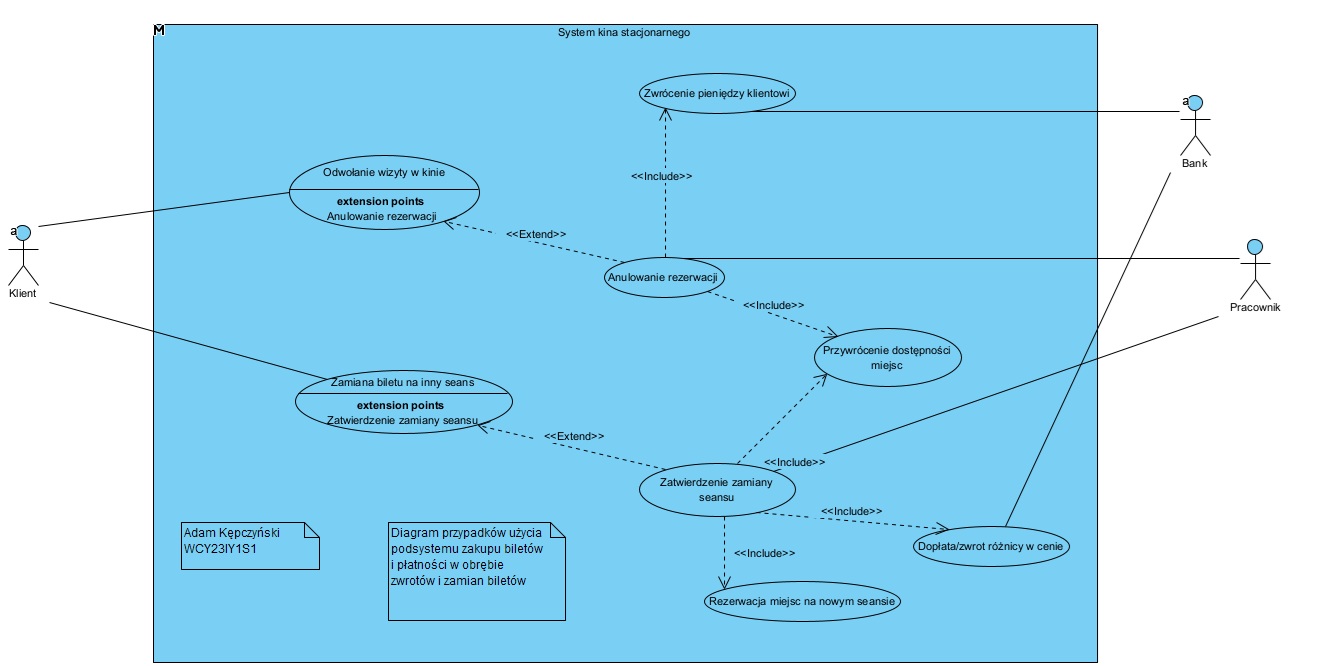 M
System kina stacjonarnego
Zwrócenie pieniędzy klientowi
a
Bank
<<Include>>
Odwołanie wizyty w kinie
extension points
Anulowanie rezerwacji
a
Klient
<<Extend>>
Anulowanie rezerwacji
Pracownik
<<Include>>
Przywrócenie dostępności
miejsc
Zamiana biletu na inny seans
extension points
Zatwierdzenie zamiany seansu
<<Extend>>
<<Include>>
Zatwierdzenie zamiany
seansu
<<Include>>
Dopłata/zwrot różnicy w cenie
<<Include>>
Rezerwacja miejsc na nowym seansie
Adam Kępczyński
WCY23IY1S1
Diagram przypadków użycia
podsystemu zakupu biletów
i płatności w obrębie
zwrotów i zamian biletów